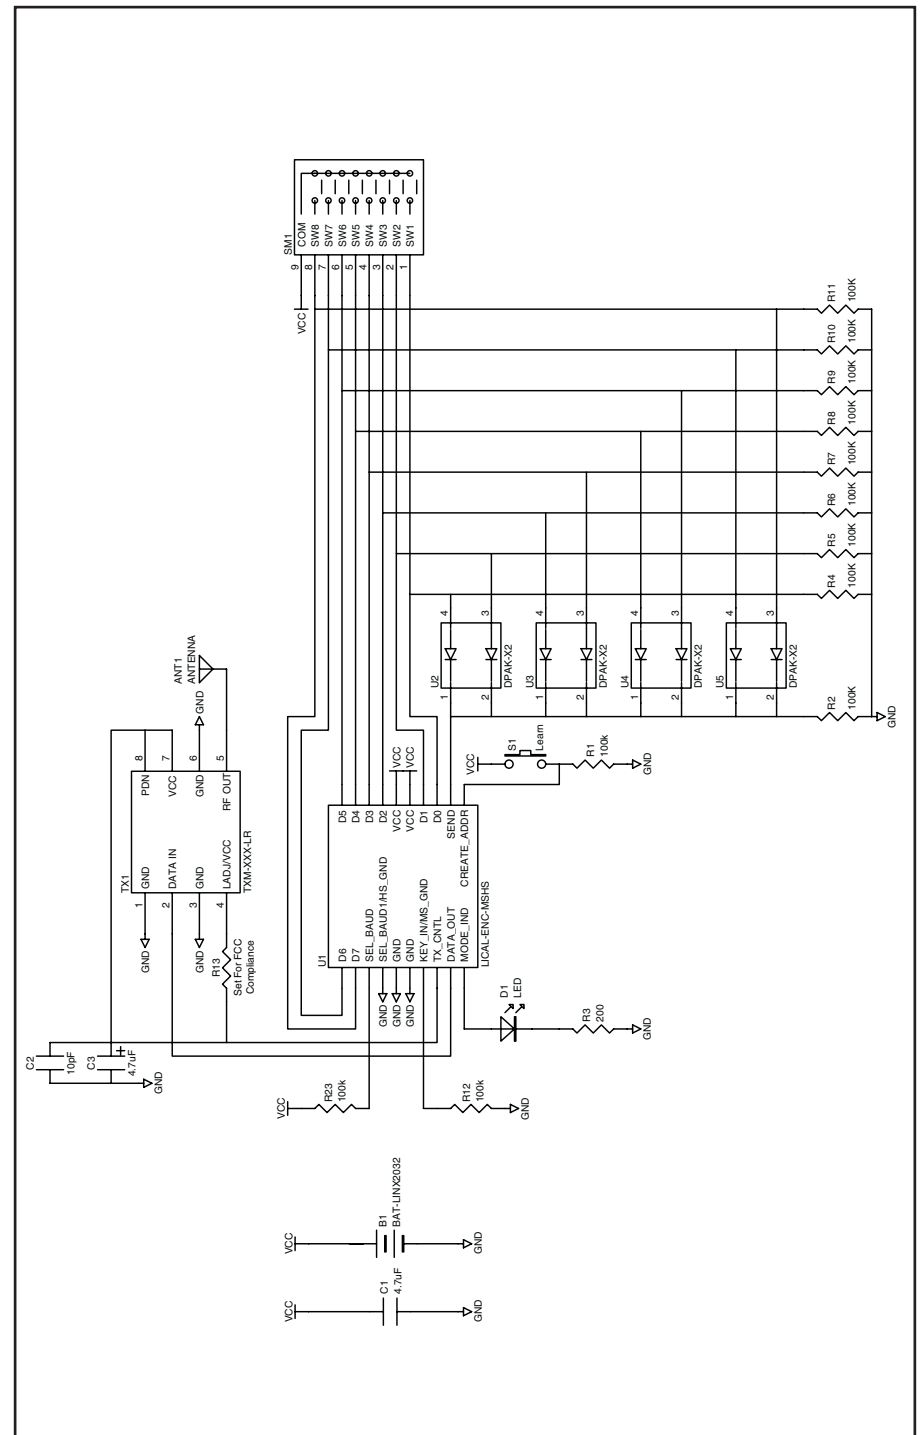 SM1
COM
SW8
SW7
SW6
SW5
SW4
SW3
SW2
SW1
9
8
7
6
5
4
3
2
1
VCC
R11
100K
R10
100K
R9
100K
R8
100K
R7
100K
R6
100K
R5
100K
R4
100K
R2
100K
GND
U2
DPAK-X2
1
2
4
3
U3
DPAK-X2
1
2
4
3
U4
DPAK-X2
1
2
4
3
U5
DPAK-X2
1
2
4
3
ANT1
ANTENNA
GND
TX1
TXM-XXX-LR
GND
DATA IN
GND
LADJ/VCC
1
2
3
4
PDN
VCC
GND
RF OUT
8
7
6
5
GND
GND
R13
Set For FCC
Compliance
C2
10pF
C3
4.7uF
+
GND
U1
LICAL-ENC-MSHS
D6
D7
SEL_BAUD
SEL_BAUD1/HS_GND
GND
GND
KEY_IN/MS_GND
TX_CNTL
DATA_OUT
MODE_IND
D5
D4
D3
D2
VCC
VCC
D1
D0
SEND
CREATE_ADDR
VCC
VCC
GND
GND
GND
VCC
S1
Learn
R1
100k
GND
D1
LED
R3
200
GND
VCC
R23
100k
R12
100k
GND
VCC
B1
BAT-LINX2032
GND
VCC
C1
4.7uF
GND